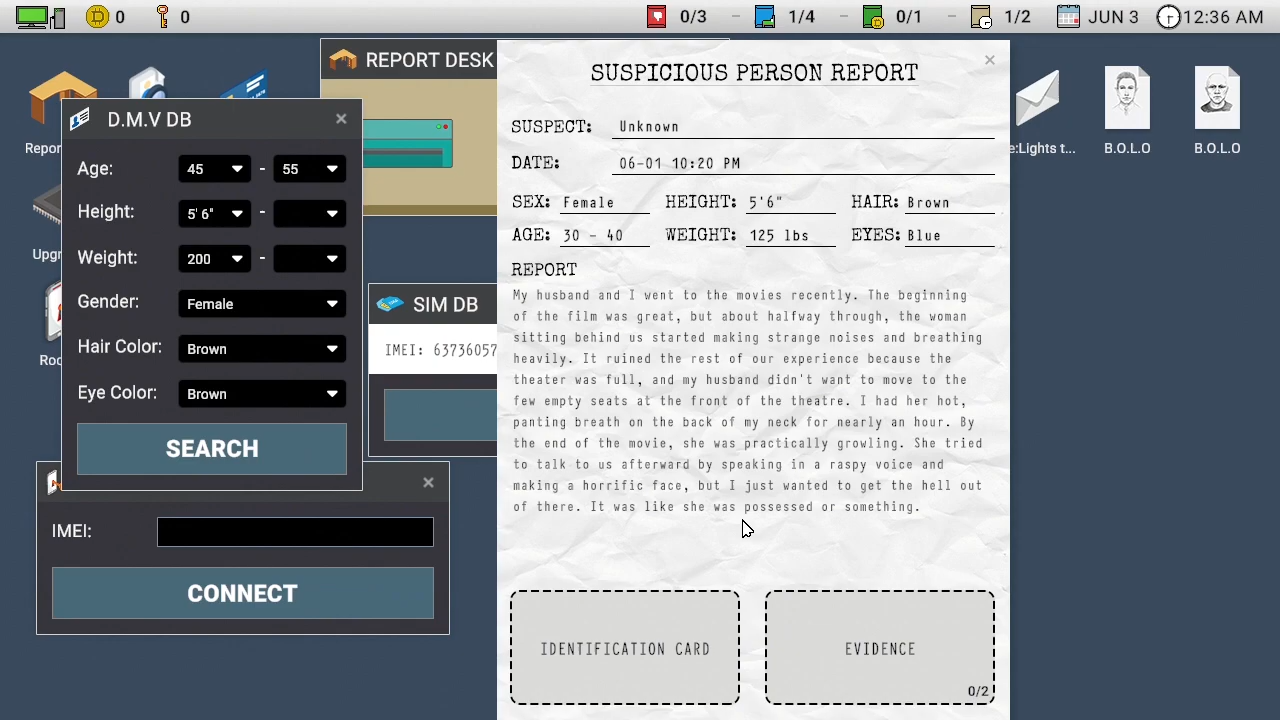 0
0
0/3
1/4
0/1
1/2
JUN 3
12:36 AM
REPORT DESK
D.M.V DB
Age:
45
-
55
Height:
5' 6"
-
Weight:
200
-
Gender:
Female
Hair Color:
Brown
Eye Color:
Brown
SEARCH
SIM DB
IMEI: 63736057
IMEI:
CONNECT
SUSPICIOUS PERSON REPORT
SUSPECT: Unknown
DATE: 06-01 10:20 PM
SEX: Female HEIGHT: 5'6" HAIR: Brown
AGE: 30 - 40 WEIGHT: 125 lbs EYES: Blue
REPORT
My husband and I went to the movies recently. The beginning
of the film was great, but about halfway through, the woman
sitting behind us started making strange noises and breathing
heavily. It ruined the rest of our experience because the
theater was full, and my husband didn't want to move to the
few empty seats at the front of the theatre. I had her hot,
panting breath on the back of my neck for nearly an hour. By
the end of the movie, she was practically growling. She tried
to talk to us afterward by speaking in a raspy voice and
making a horrific face, but I just wanted to get the hell out
of there. It was like she was possessed or something.
IDENTIFICATION CARD
EVIDENCE
0/2
e:Lights t...
B.O.L.O
B.O.L.O